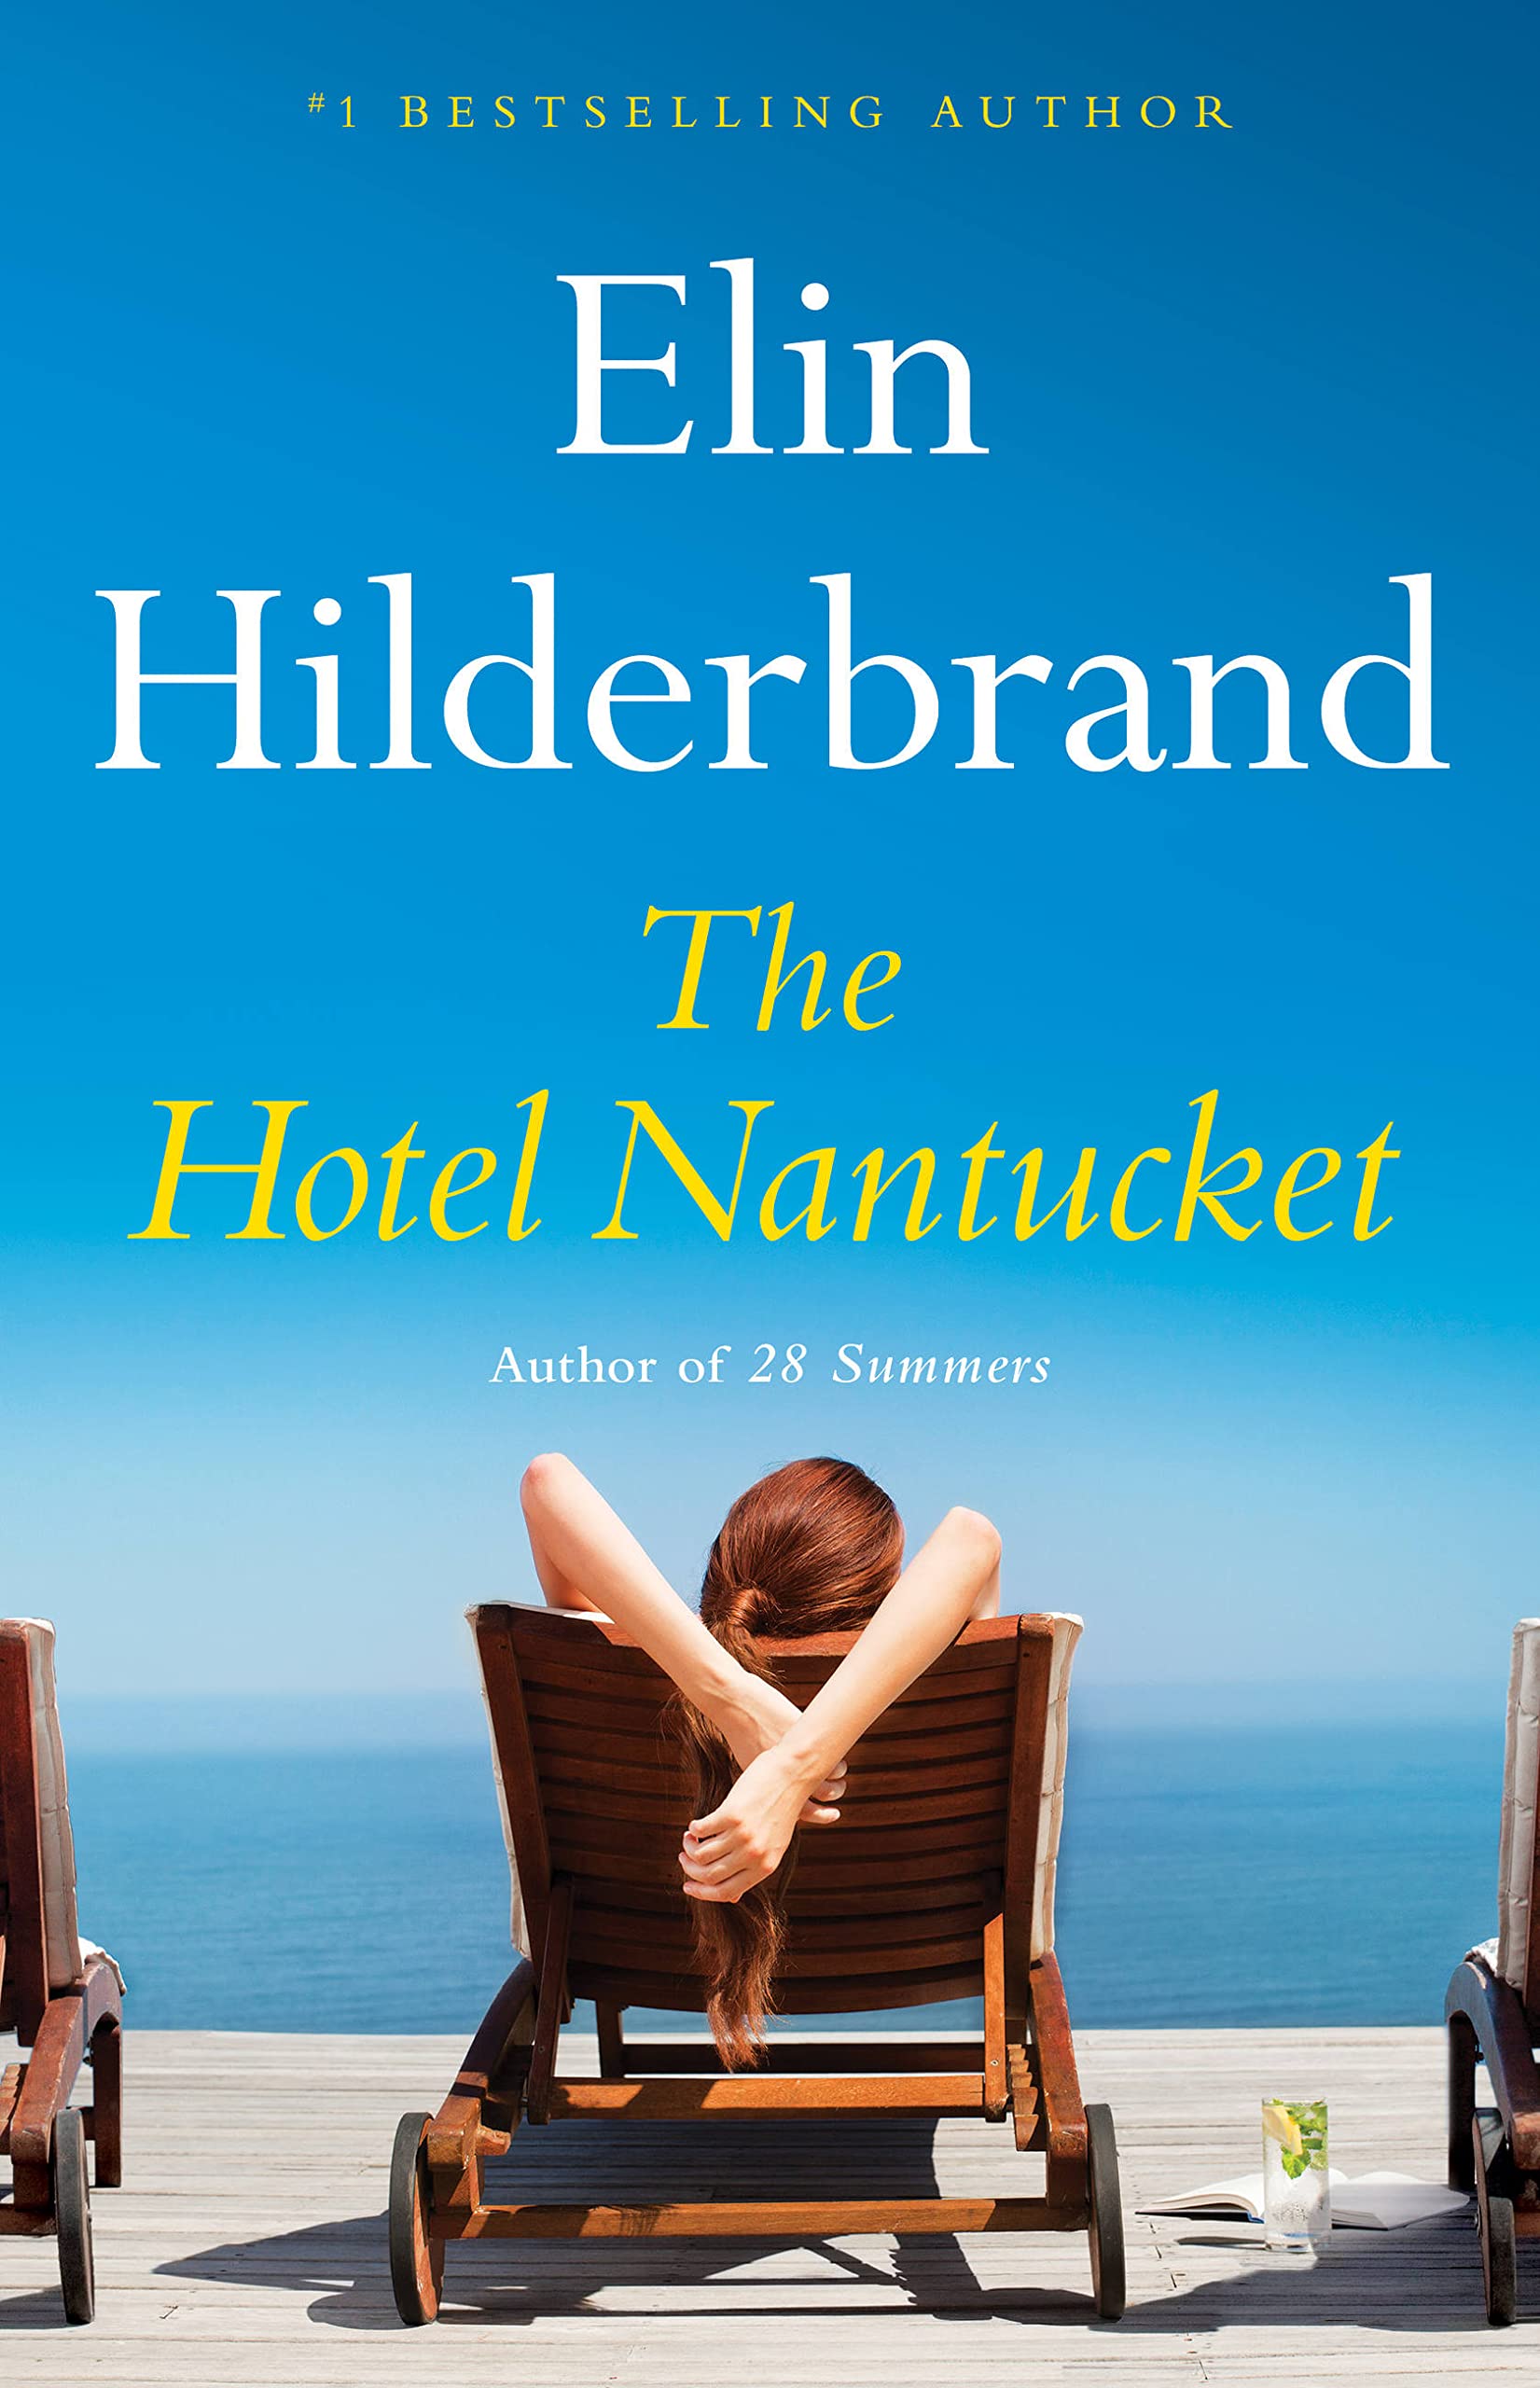 #1 BESTSELLING AUTHOR
Elin
Hilderbrand
The
Hotel Nantucket
Author of 28 Summers